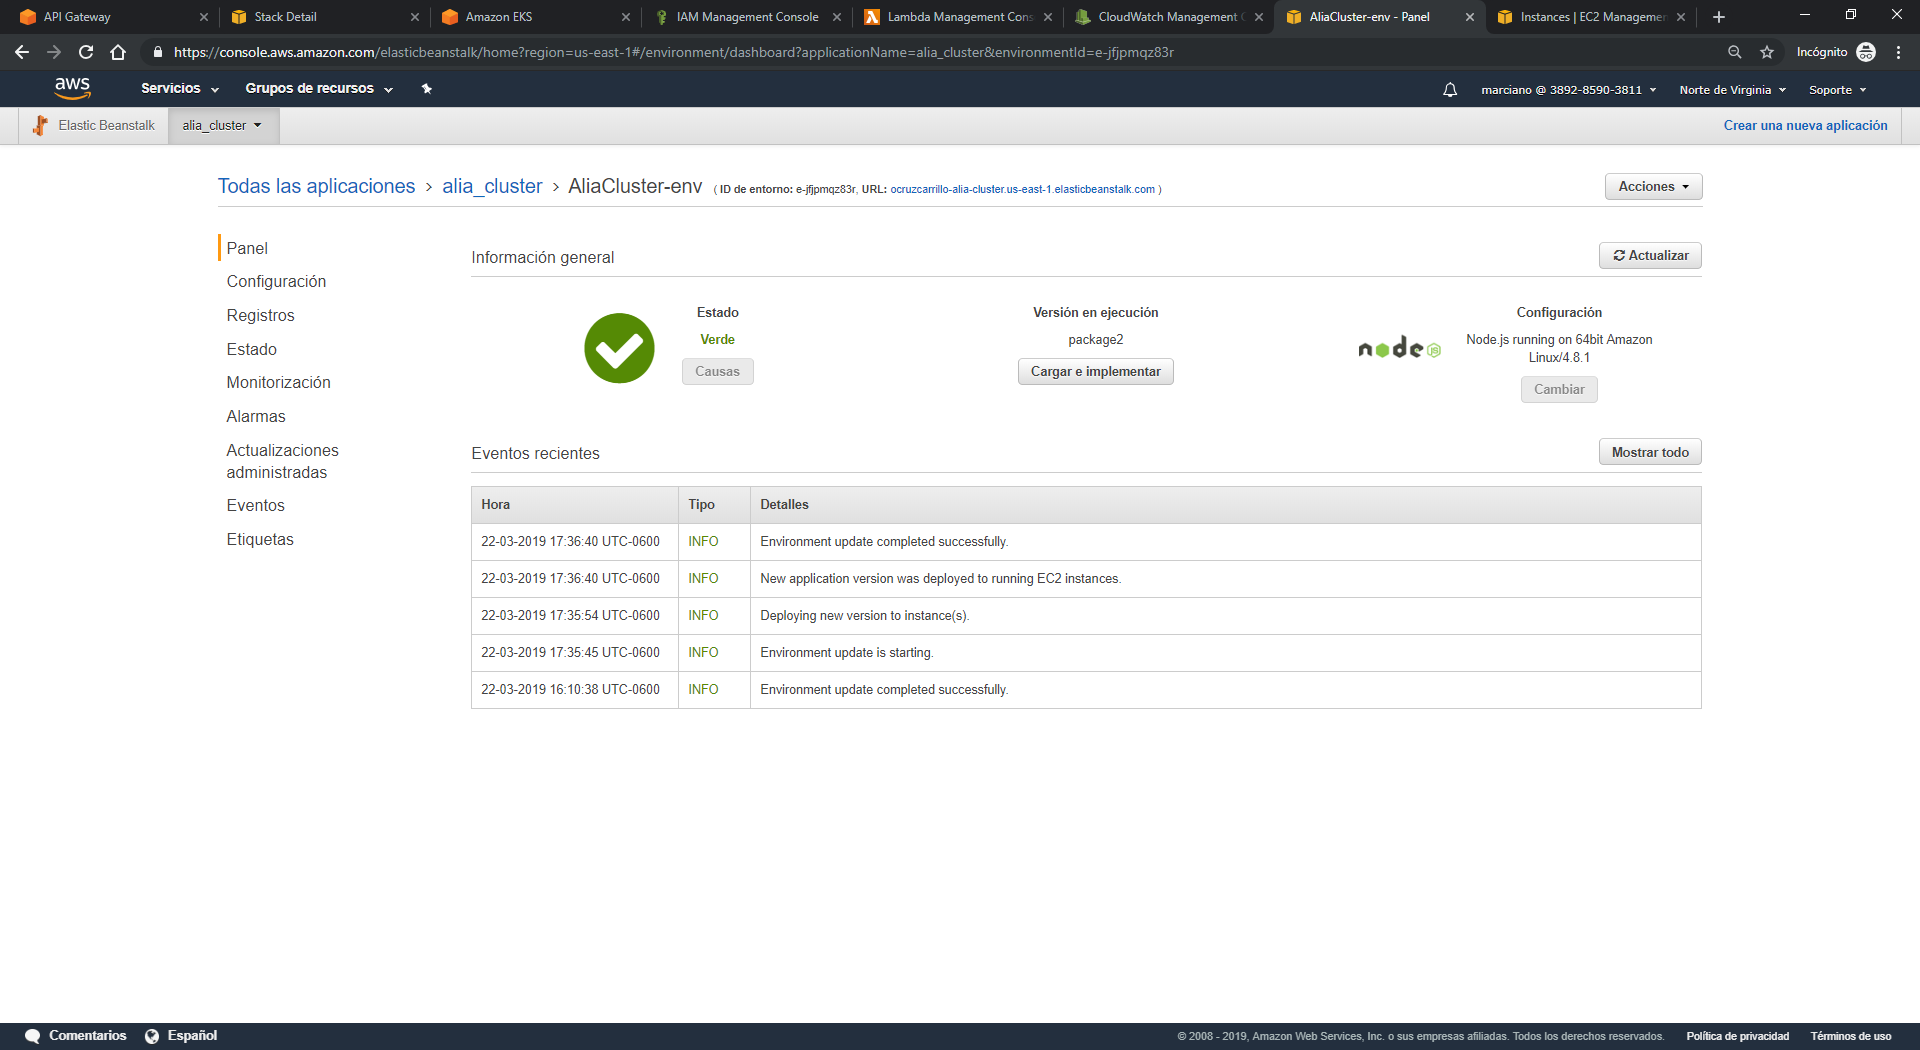 API Gateway
Stack Detail
Amazon EKS
IAM Management Console
Lambda Management Cons
CloudWatch Management C
AliaCluster-env - Panel
Instances | EC2 Managemen
https://console.aws.amazon.com/elasticbeanstalk/home?region=us-east-1#/environment/dashboard?applicationName=alia_cluster&environmentId=e-jfjpmqz83r
Incógnito
aws
Servicios
Grupos de recursos
marciano @ 3892-8590-3811
Norte de Virginia
Soporte
Elastic Beanstalk
alia_cluster
Crear una nueva aplicación
Todas las aplicaciones › alia_cluster › AliaCluster-env ( ID de entorno: e-jfjpmqz83r, URL: ocruzcarrillo-alia-cluster.us-east-1.elasticbeanstalk.com )
Acciones
Panel
Configuración
Registros
Estado
Monitorización
Alarmas
Actualizaciones
administradas
Eventos
Etiquetas
Información general
Actualizar
Estado
Verde
Causas
Versión en ejecución
package2
Cargar e implementar
node JS
Configuración
Node.js running on 64bit Amazon
Linux/4.8.1
Cambiar
Eventos recientes
Mostrar todo
Hora Tipo Detalles
22-03-2019 17:36:40 UTC-0600 INFO Environment update completed successfully.
22-03-2019 17:36:40 UTC-0600 INFO New application version was deployed to running EC2 instances.
22-03-2019 17:35:54 UTC-0600 INFO Deploying new version to instance(s).
22-03-2019 17:35:45 UTC-0600 INFO Environment update is starting.
22-03-2019 16:10:38 UTC-0600 INFO Environment update completed successfully.
Comentarios
Español
© 2008 - 2019, Amazon Web Services, Inc. o sus empresas afiliadas. Todos los derechos reservados.
Política de privacidad
Términos de uso